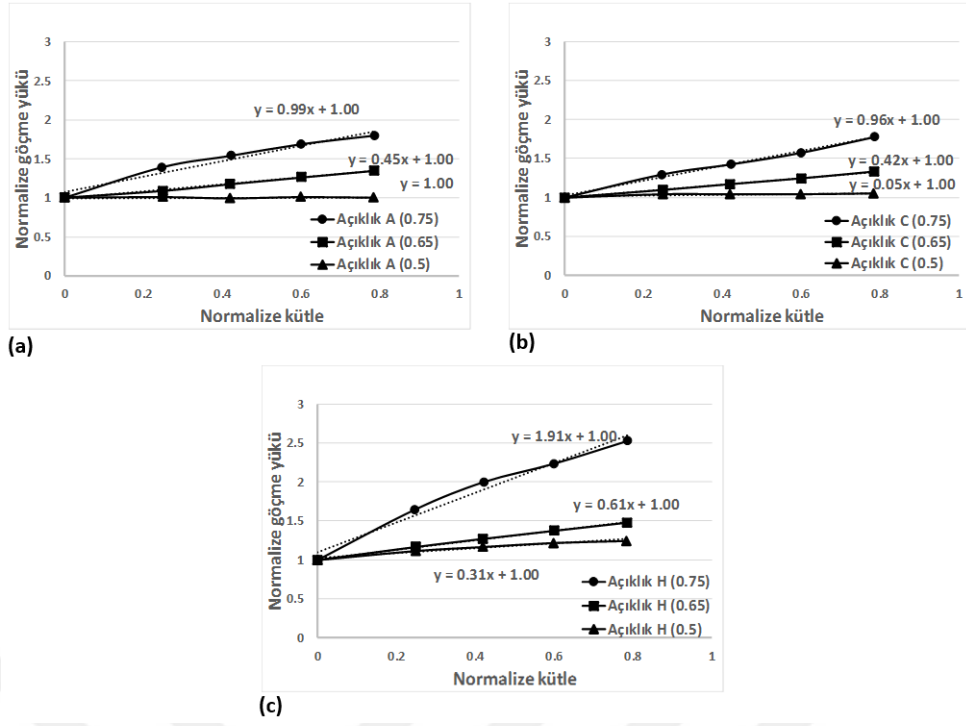 3
2.5
2
1.5
1
0.5
0
0
0.2
0.4
0.6
0.8
1
Normalize göçme yükü
Normalize kütle
y = 0.99x + 1.00
y = 0.45x + 1.00
y = 1.00
Açıklık A (0.75)
Açıklık A (0.65)
Açıklık A (0.5)
(a)
3
2.5
2
1.5
1
0.5
0
0
0.2
0.4
0.6
0.8
1
Normalize göçme yükü
Normalize kütle
y = 0.96x + 1.00
y = 0.42x + 1.00
y = 0.05x + 1.00
Açıklık C (0.75)
Açıklık C (0.65)
Açıklık C (0.5)
(b)
3
2.5
2
1.5
1
0.5
0
0
0.2
0.4
0.6
0.8
1
Normalize göçme yükü
Normalize kütle
y = 1.91x + 1.00
y = 0.61x + 1.00
y = 0.31x + 1.00
Açıklık H (0.75)
Açıklık H (0.65)
Açıklık H (0.5)
(c)